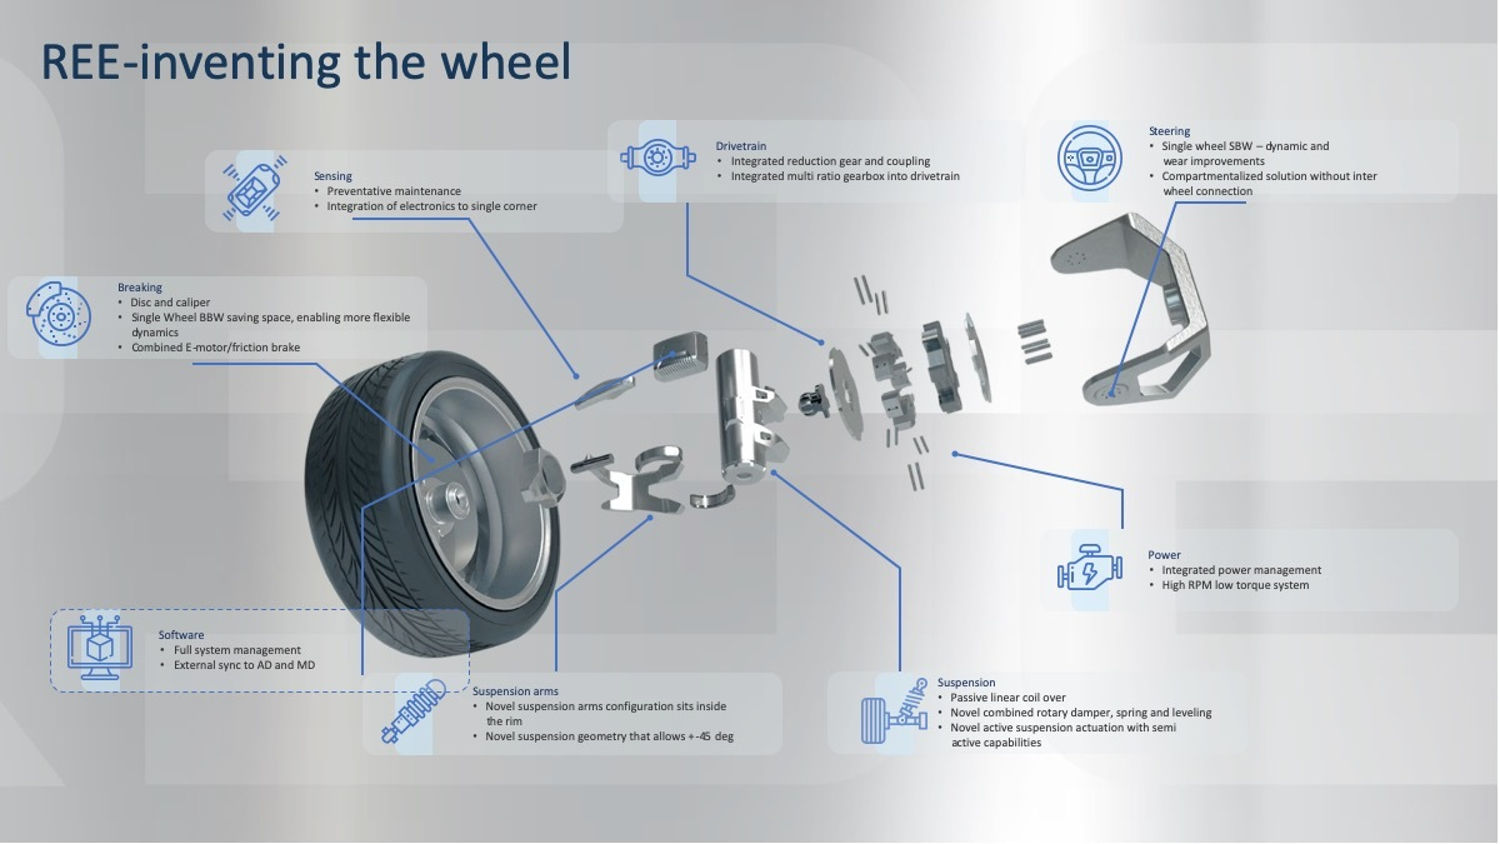 REE-inventing the wheel
Drivetrain
• Integrated reduction gear and coupling
• Integrated multi ratio gearbox into drivetrain
Steering
• Single wheel SBW – dynamic and
wear improvements
• Compartmentalized solution without inter
wheel connection
Sensing
• Preventative maintenance
• Integration of electronics to single corner
Breaking
• Disc and caliper
• Single Wheel BBW saving space, enabling more flexible
dynamics
• Combined E-motor/friction brake
Power
• Integrated power management
• High RPM low torque system
Software
• Full system management
• External sync to AD and MD
Suspension arms
• Novel suspension arms configuration sits inside
the rim
• Novel suspension geometry that allows +-45 deg
Suspension
• Passive linear coil over
• Novel combined rotary damper, spring and leveling
• Novel active suspension actuation with semi
active capabilities